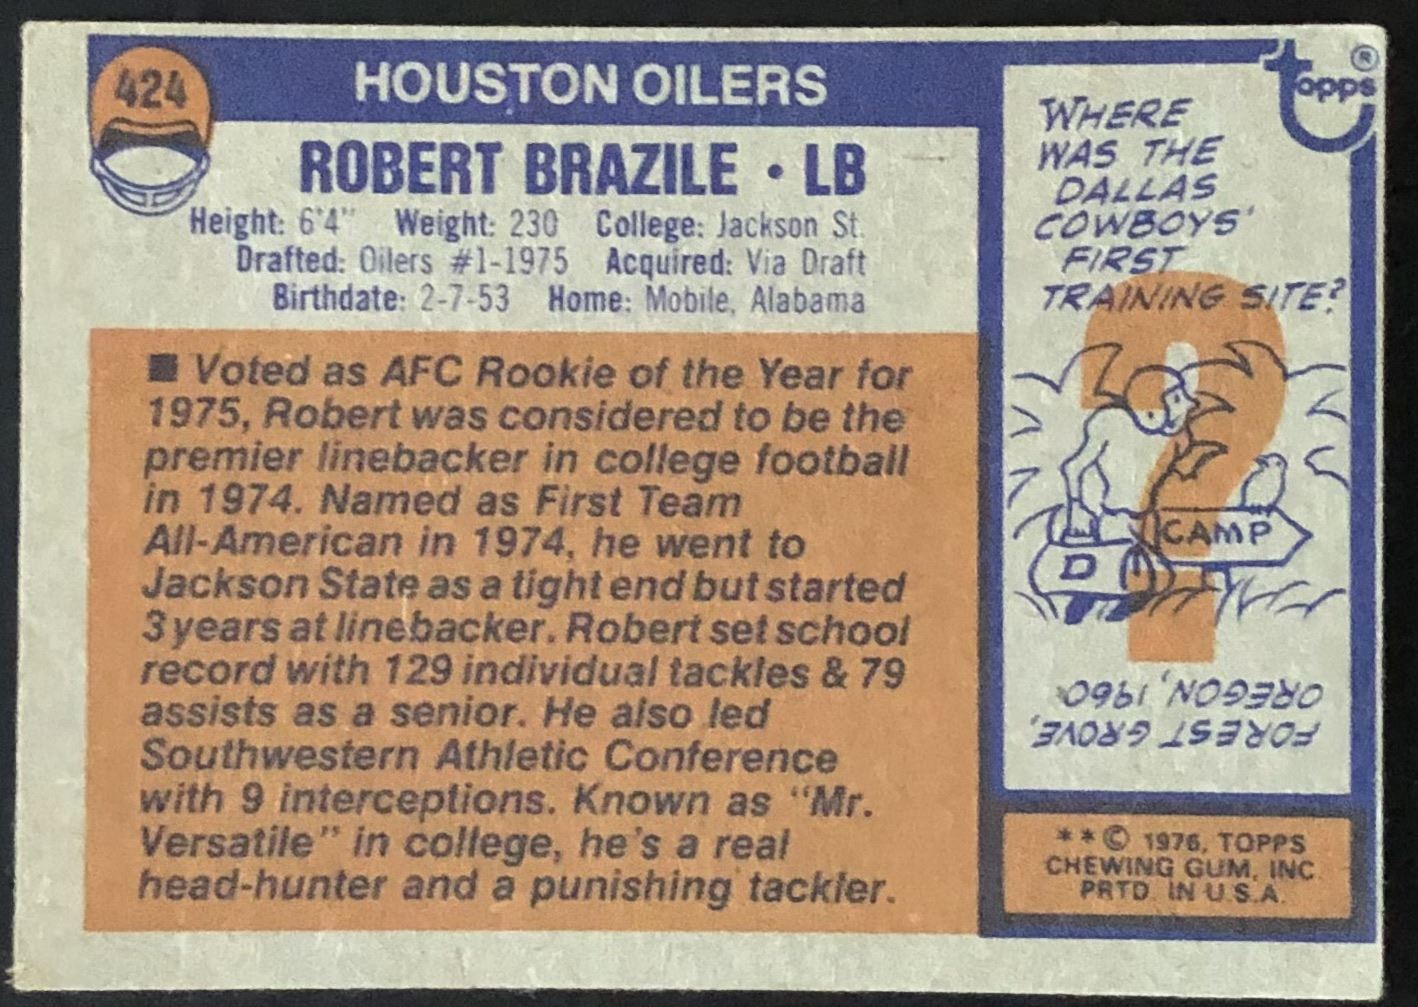 424
HOUSTON OILERS
ROBERT BRAZILE • LB
Height: 6'4" Weight: 230 College: Jackson St.
Drafted: Oilers #1-1975 Acquired: Via Draft
Birthdate: 2-7-53 Home: Mobile, Alabama
■ Voted as AFC Rookie of the Year for
1975, Robert was considered to be the
premier linebacker in college football
in 1974. Named as First Team
All-American in 1974, he went to
Jackson State as a tight end but started
3 years at linebacker. Robert set school
record with 129 individual tackles & 79
assists as a senior. He also led
Southwestern Athletic Conference
with 9 interceptions. Known as "Mr.
Versatile" in college, he's a real
head-hunter and a punishing tackler.
topps®
WHERE
WAS THE
DALLAS
COWBOYS'
FIRST
TRAINING SITE?
CAMP
D
FOREST GROVE,
OREGON, 1960
**© 1976, TOPPS
CHEWING GUM, INC.
PRTD. IN U.S.A.